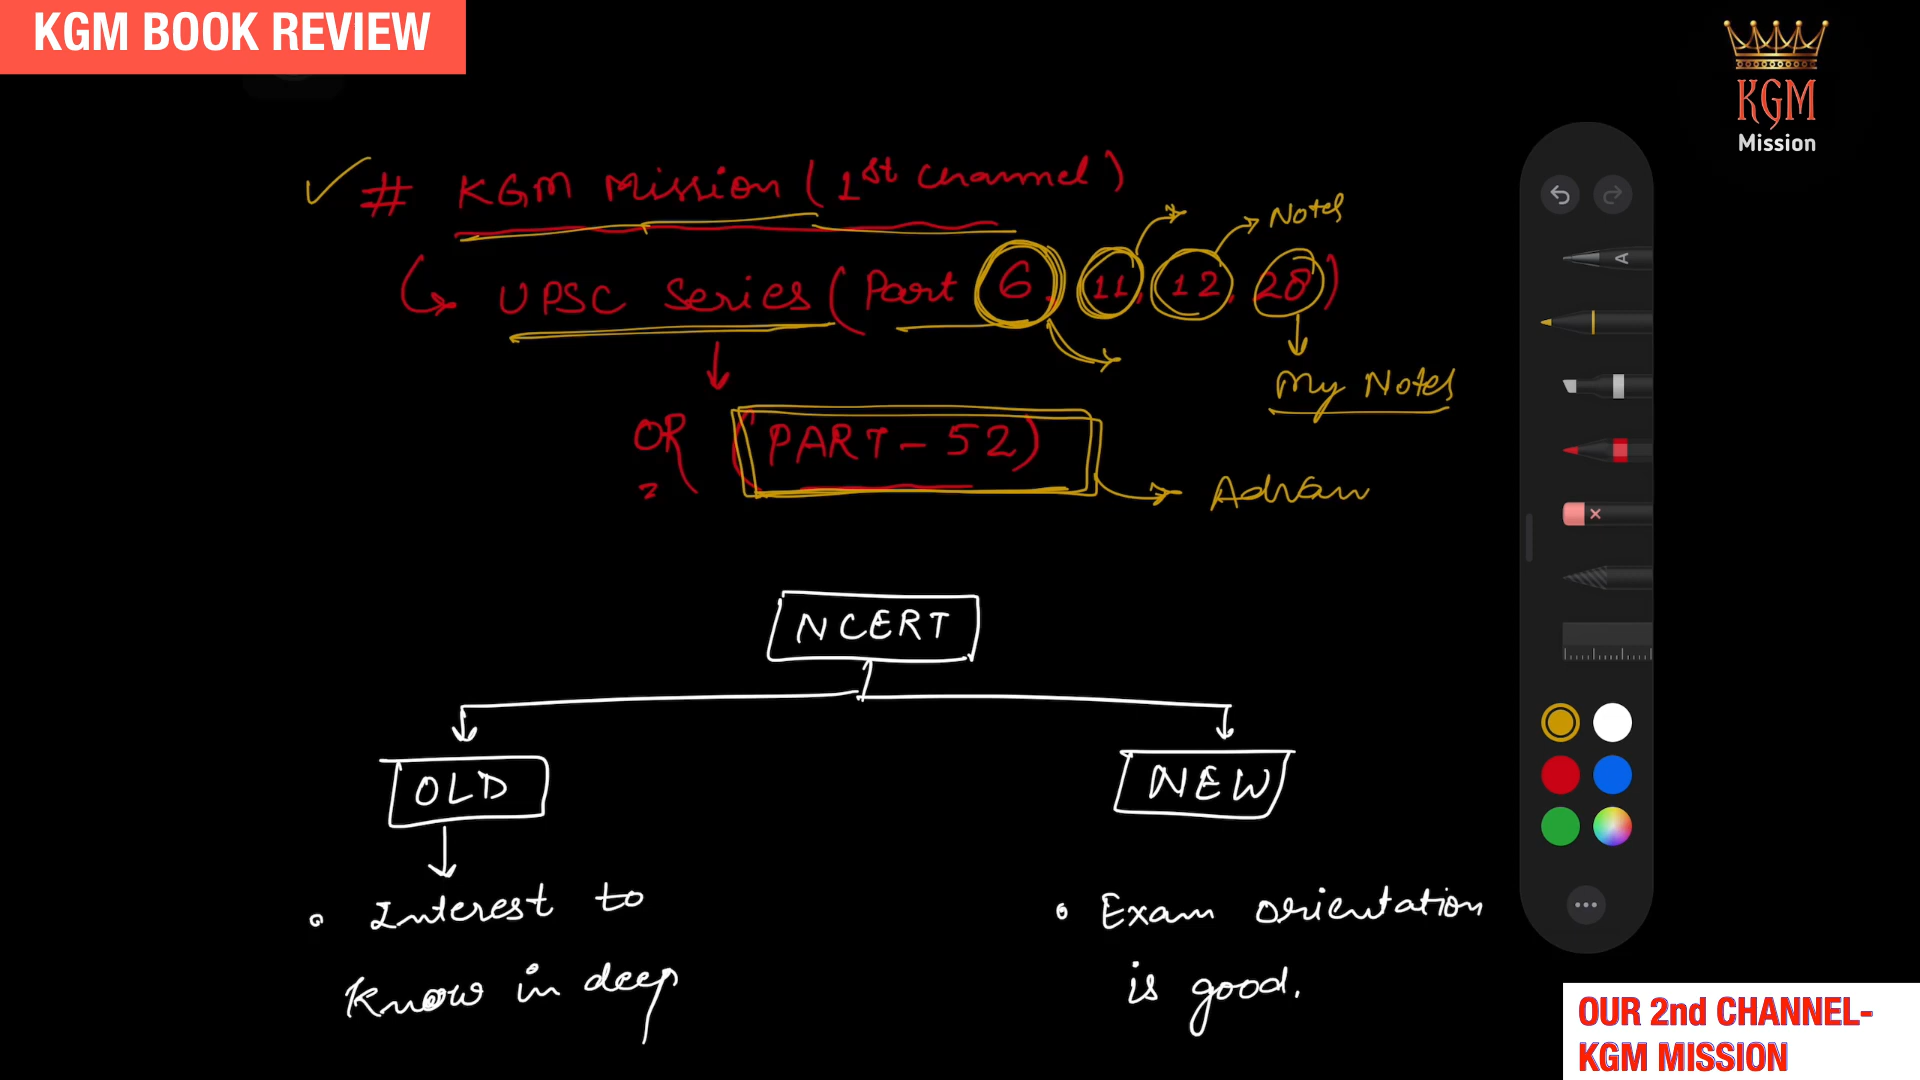 KGM BOOK REVIEW
KGM
Mission
# KGM Mission (1st channel)
Notes
UPSC Series (Part 6, 11, 12, 28)
My Notes
OR (PART-52)
Advan
NCERT
OLD
NEW
• Interest to
know in deep
• Exam orientation
is good.
A
OUR 2nd CHANNEL-
KGM MISSION